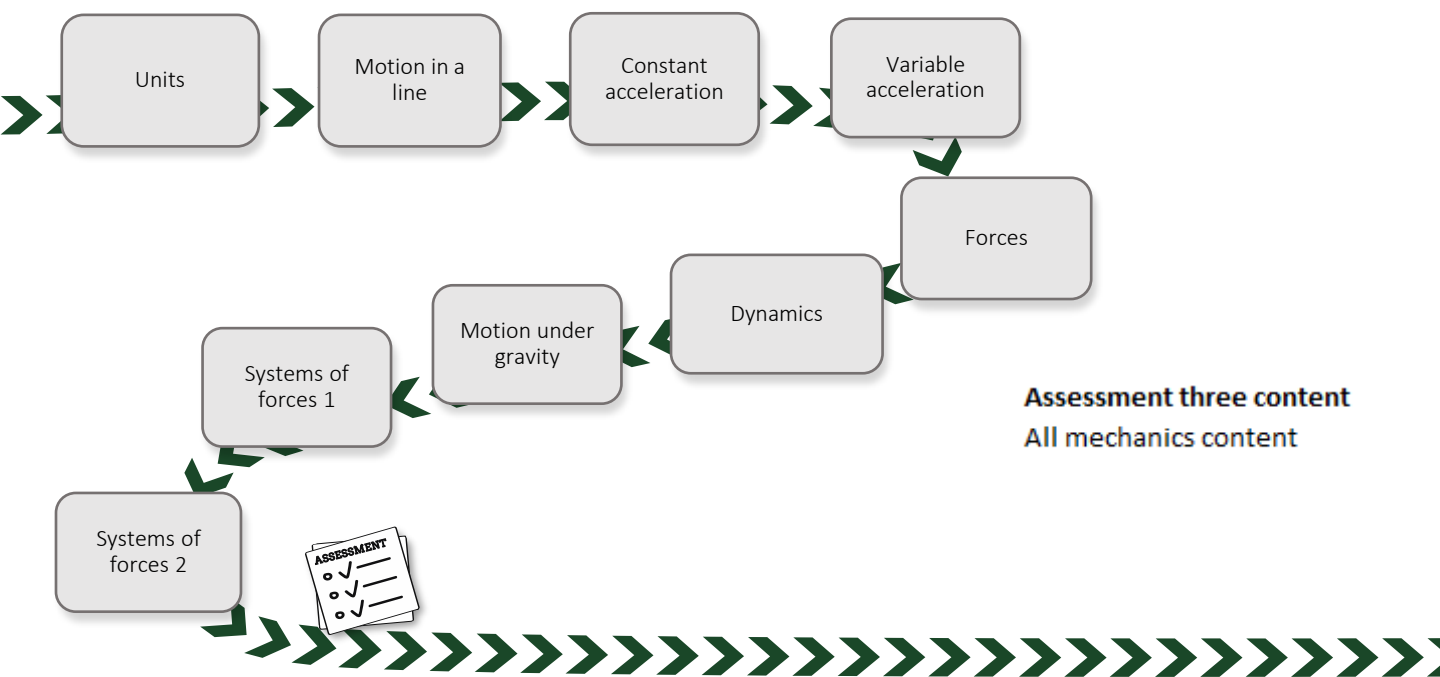 Units
Motion in a
line
Constant
acceleration
Variable
acceleration
Forces
Dynamics
Motion under
gravity
Systems of
forces 1
Systems of
forces 2
ASSESSMENT
Assessment three content
All mechanics content